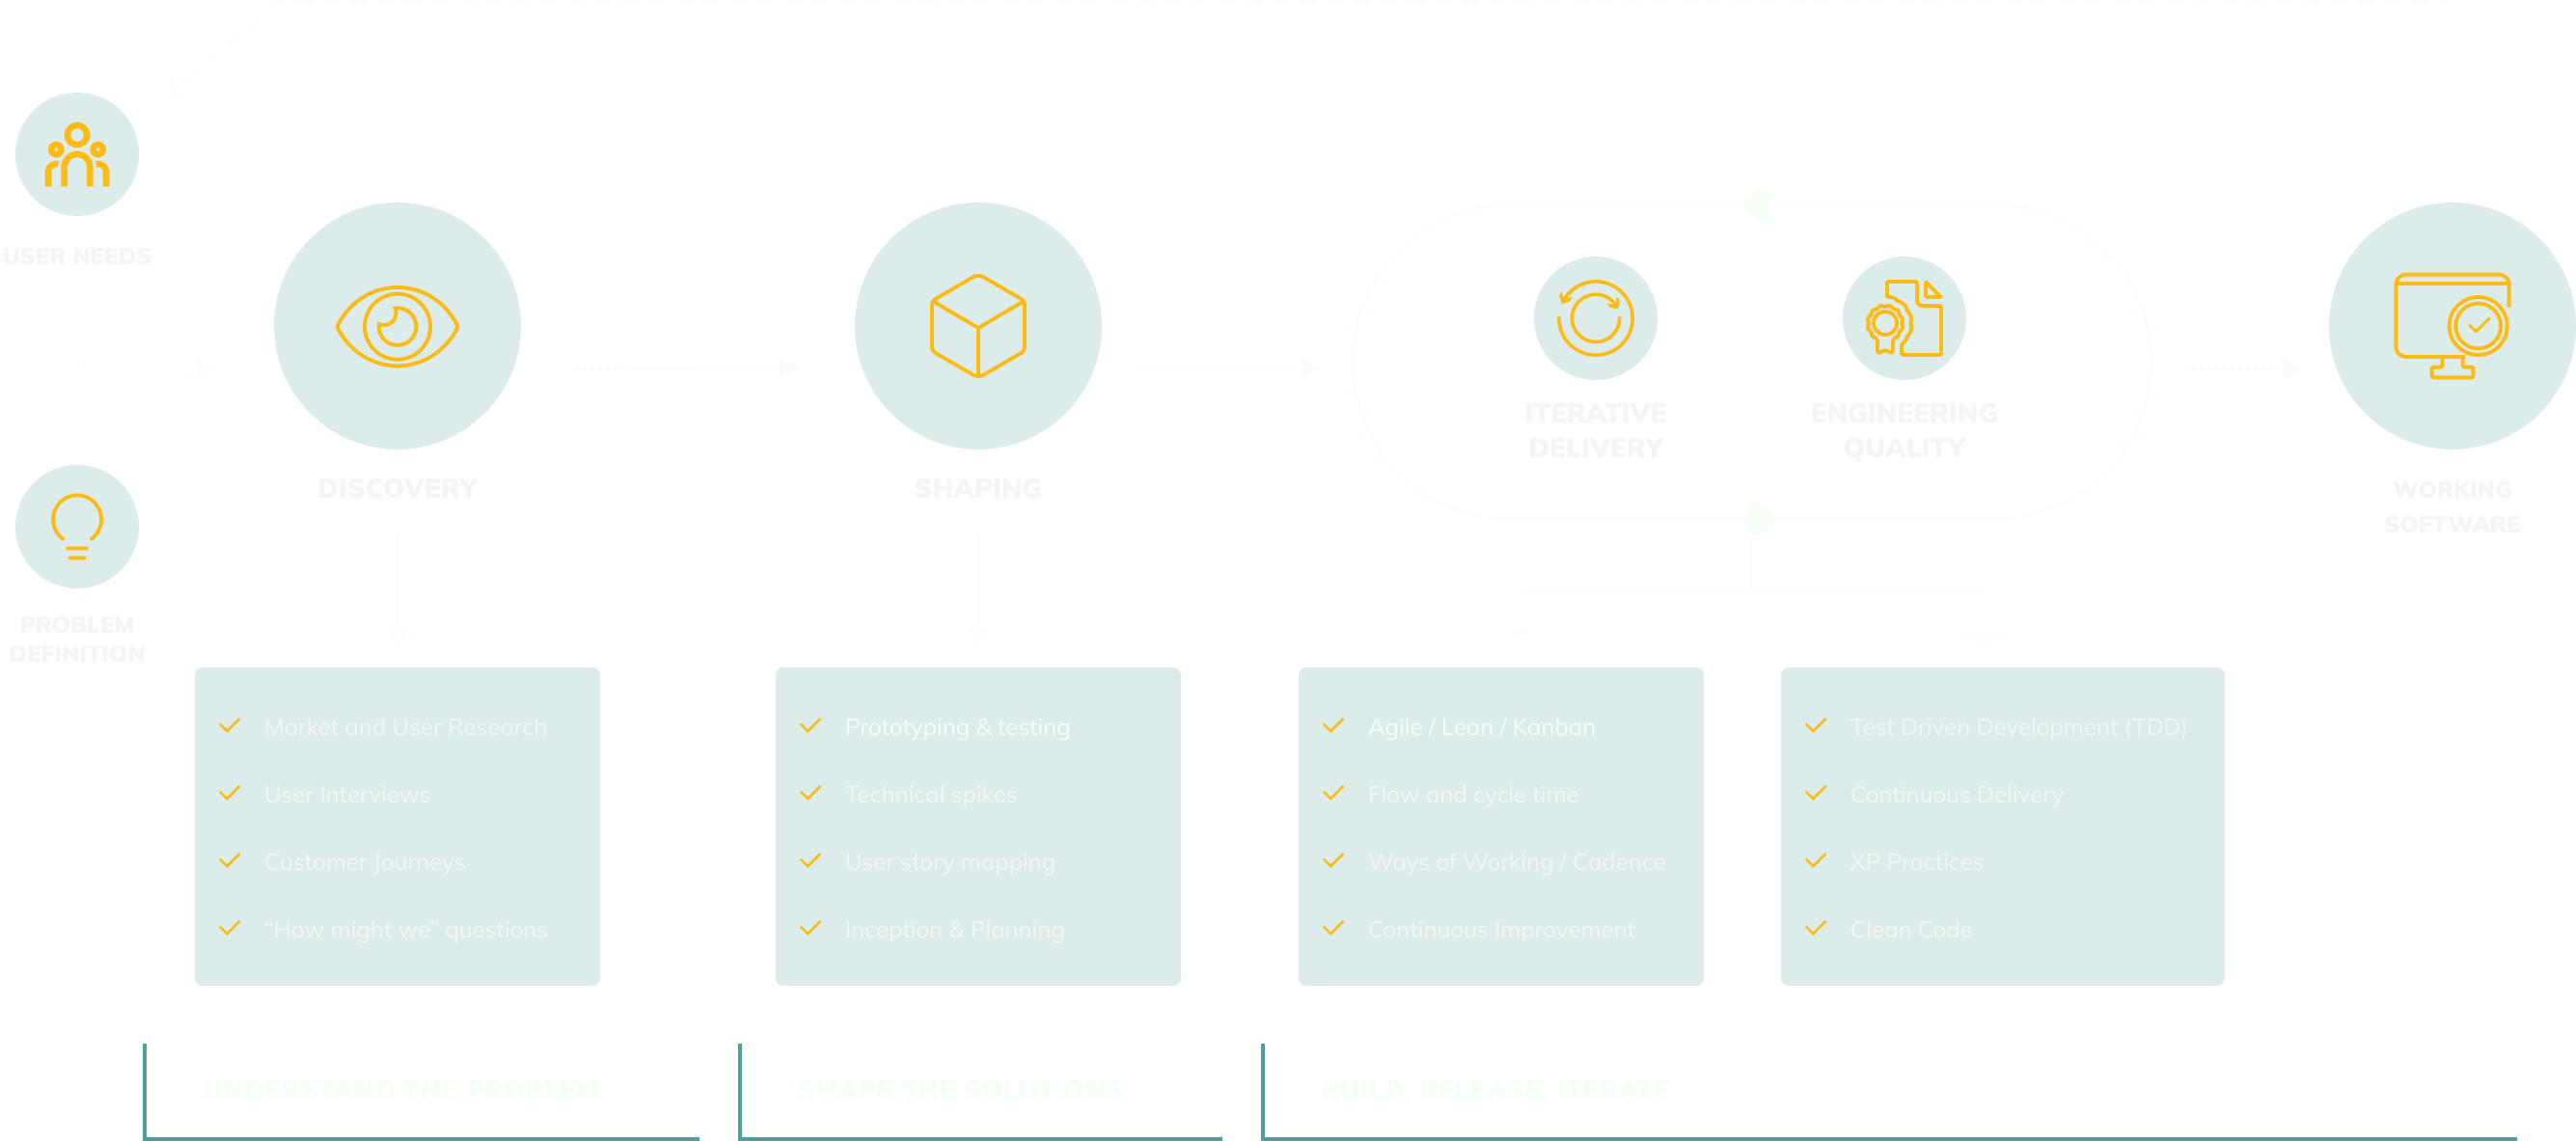 USER NEEDS
PROBLEM
DEFINITION
DISCOVERY
SHAPING
ITERATIVE
DELIVERY
ENGINEERING
QUALITY
WORKING
SOFTWARE
Market and User Research
User Interviews
Customer Journeys
“How might we” questions
Prototyping & testing
Technical spikes
User story mapping
Inception & Planning
Agile / Lean / Kanban
Flow and cycle time
Ways of Working / Cadence
Continuous Improvement
Test Driven Development (TDD)
Continuous Delivery
XP Practices
Clean Code
UNDERSTAND THE PROBLEM
SHAPE THE SOLUTIONS
BUILD, RELEASE, ITERATE